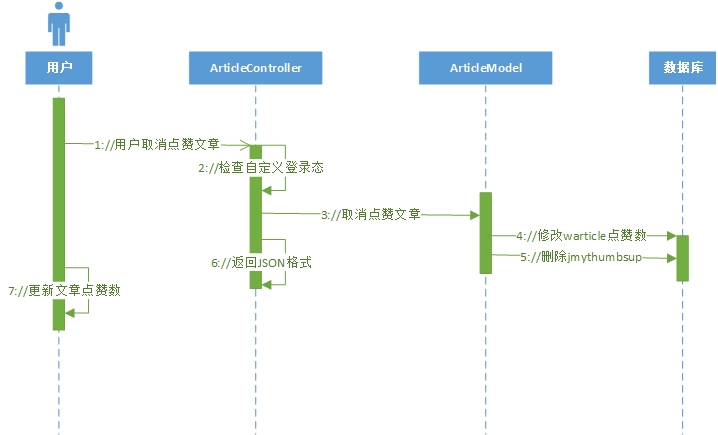 用户
ArticleController
ArticleModel
数据库
1://用户取消点赞文章
2://检查自定义登录态
3://取消点赞文章
4://修改warticle点赞数
5://删除jmythumbsup
6://返回JSON格式
7://更新文章点赞数